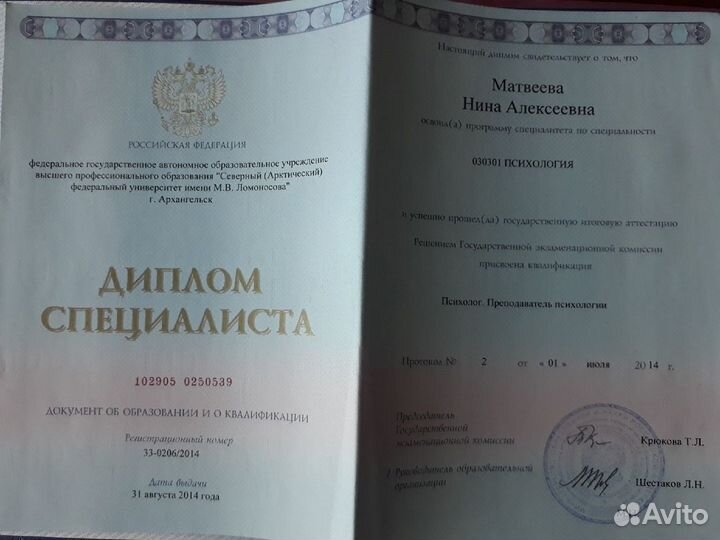 РОССИЙСКАЯ ФЕДЕРАЦИЯ
федеральное государственное автономное образовательное учреждение
высшего профессионального образования "Северный (Арктический)
федеральный университет имени М.В. Ломоносова"
г. Архангельск
ДИПЛОМ
СПЕЦИАЛИСТА
102905 0250539
ДОКУМЕНТ ОБ ОБРАЗОВАНИИ И О КВАЛИФИКАЦИИ
Регистрационный номер
33-0206/2014
Дата выдачи
31 августа 2014 года
Настоящий диплом свидетельствует о том, что
Матвеева
Нина Алексеевна
освоил(а) программу специалитета по специальности
030301 ПСИХОЛОГИЯ
и успешно прошел(ла) государственную итоговую аттестацию
Решением Государственной экзаменационной комиссии
присвоена квалификация
Психолог. Преподаватель психологии
Протокол № 2 от « 01 » июля 2014 г.
Председатель
Государственной
экзаменационной комиссии
Крюкова Т.Л.
Руководитель образовательной
организации
Шестаков Л.Н.
Avito